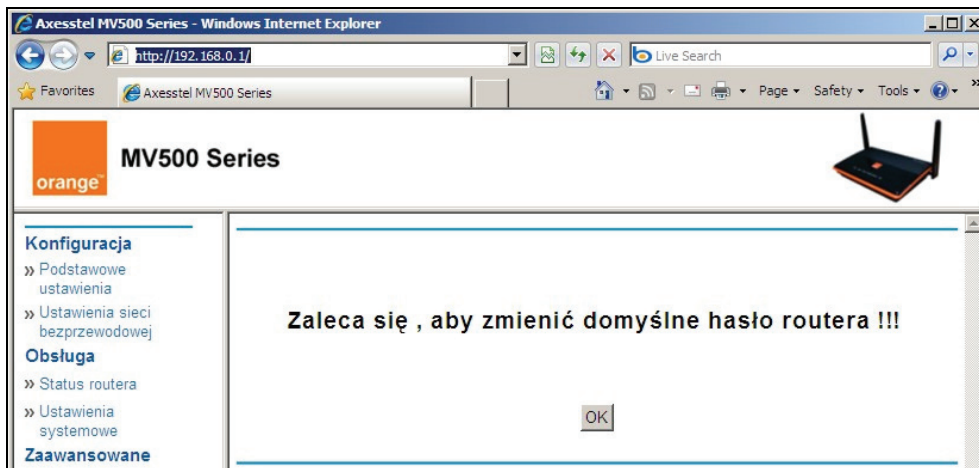 Axesstel MV500 Series - Windows Internet Explorer
http://192.168.0.1/
Live Search
Favorites
Axesstel MV500 Series
Page
Safety
Tools
orange™
MV500 Series
Konfiguracja
» Podstawowe
ustawienia
» Ustawienia sieci
bezprzewodowej
Obsługa
» Status routera
» Ustawienia
systemowe
Zaawansowane
Zaleca się , aby zmienić domyślne hasło routera !!!
OK